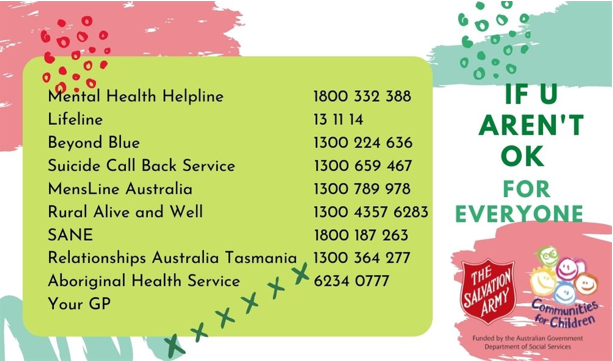 Mental Health Helpline 1800 332 388
Lifeline 13 11 14
Beyond Blue 1300 224 636
Suicide Call Back Service 1300 659 467
MensLine Australia 1300 789 978
Rural Alive and Well 1300 4357 6283
SANE 1800 187 263
Relationships Australia Tasmania 1300 364 277
Aboriginal Health Service 6234 0777
Your GP
IF U
AREN'T
OK
FOR
EVERYONE
THE
SALVATION
ARMY
Communities
for Children
Funded by the Australian Government
Department of Social Services